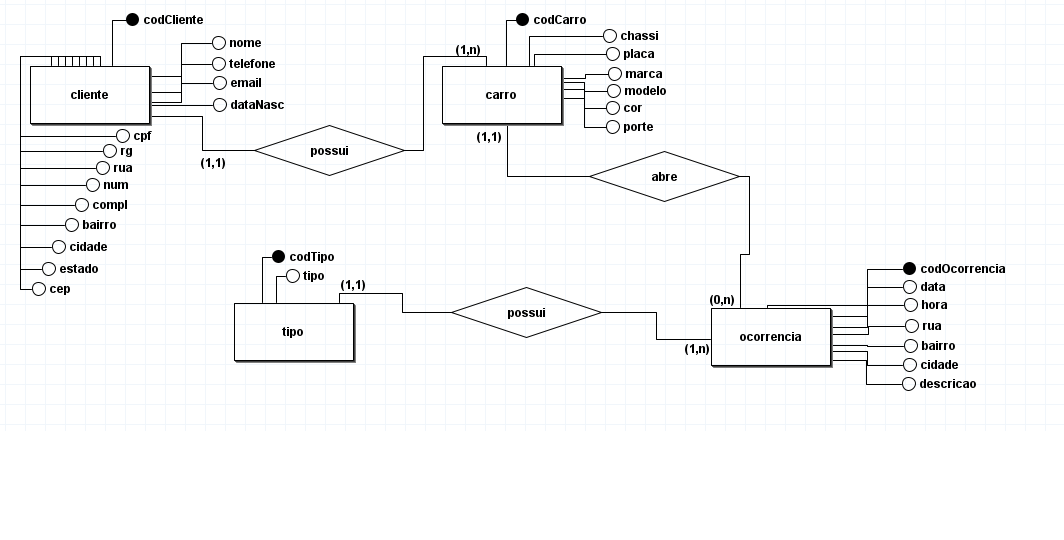 codCliente
nome
telefone
email
dataNasc
cliente
cpf
rg
rua
num
compl
bairro
cidade
estado
cep
(1,1)
possui
(1,n)
codCarro
chassi
placa
marca
modelo
cor
porte
carro
(1,1)
abre
codTipo
tipo
(1,1)
tipo
possui
(0,n)
(1,n)
ocorrencia
codOcorrencia
data
hora
rua
bairro
cidade
descricao